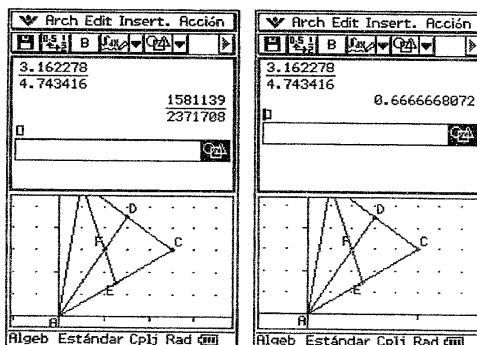 Arch Edit Insert. Acción
B
3.162278
4.743416
1581139
2371708
D
F
C
E
A
Algeb Estándar Cplj Rad
Arch Edit Insert. Acción
B
3.162278
4.743416
0.6666668072
D
F
C
E
A
Algeb Estándar Cplj Rad